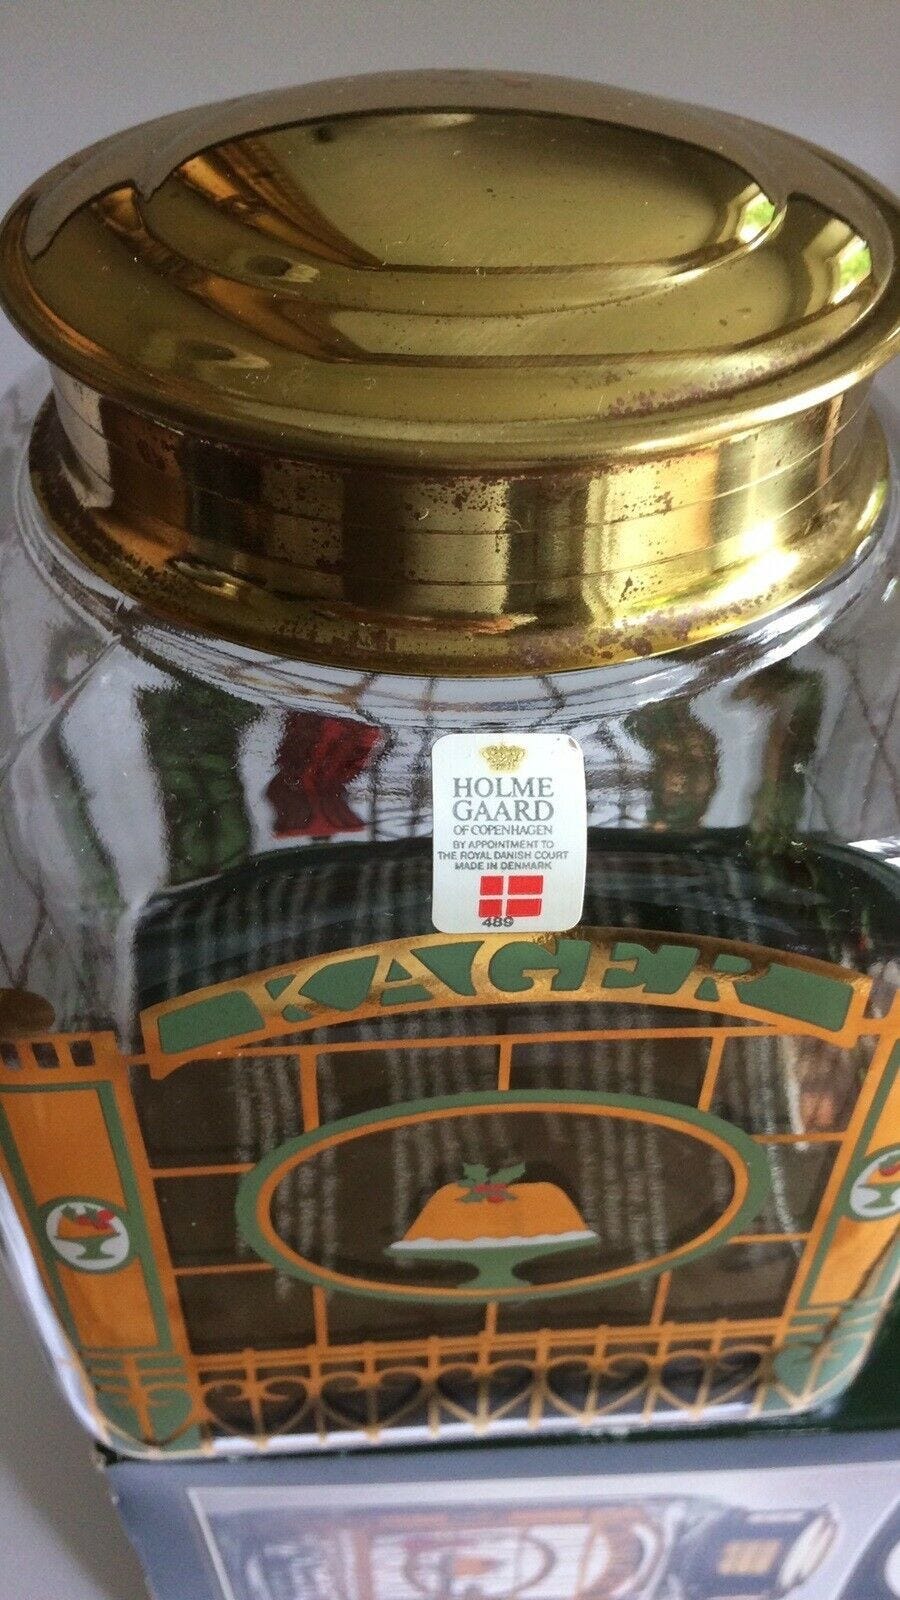 HOLME
GAARD
OF COPENHAGEN
BY APPOINTMENT TO
THE ROYAL DANISH COURT
MADE IN DENMARK
489
KAGER